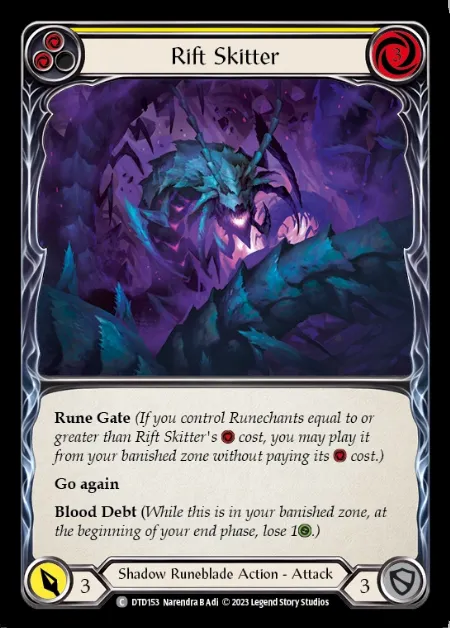 Rift Skitter
3
Rune Gate (If you control Runechants equal to or
greater than Rift Skitter's cost, you may play it
from your banished zone without paying its cost.)
Go again
Blood Debt (While this is in your banished zone, at
the beginning of your end phase, lose 1.)
3
Shadow Runeblade Action - Attack
3
C DTD153 Narendra B Adi © 2023 Legend Story Studios